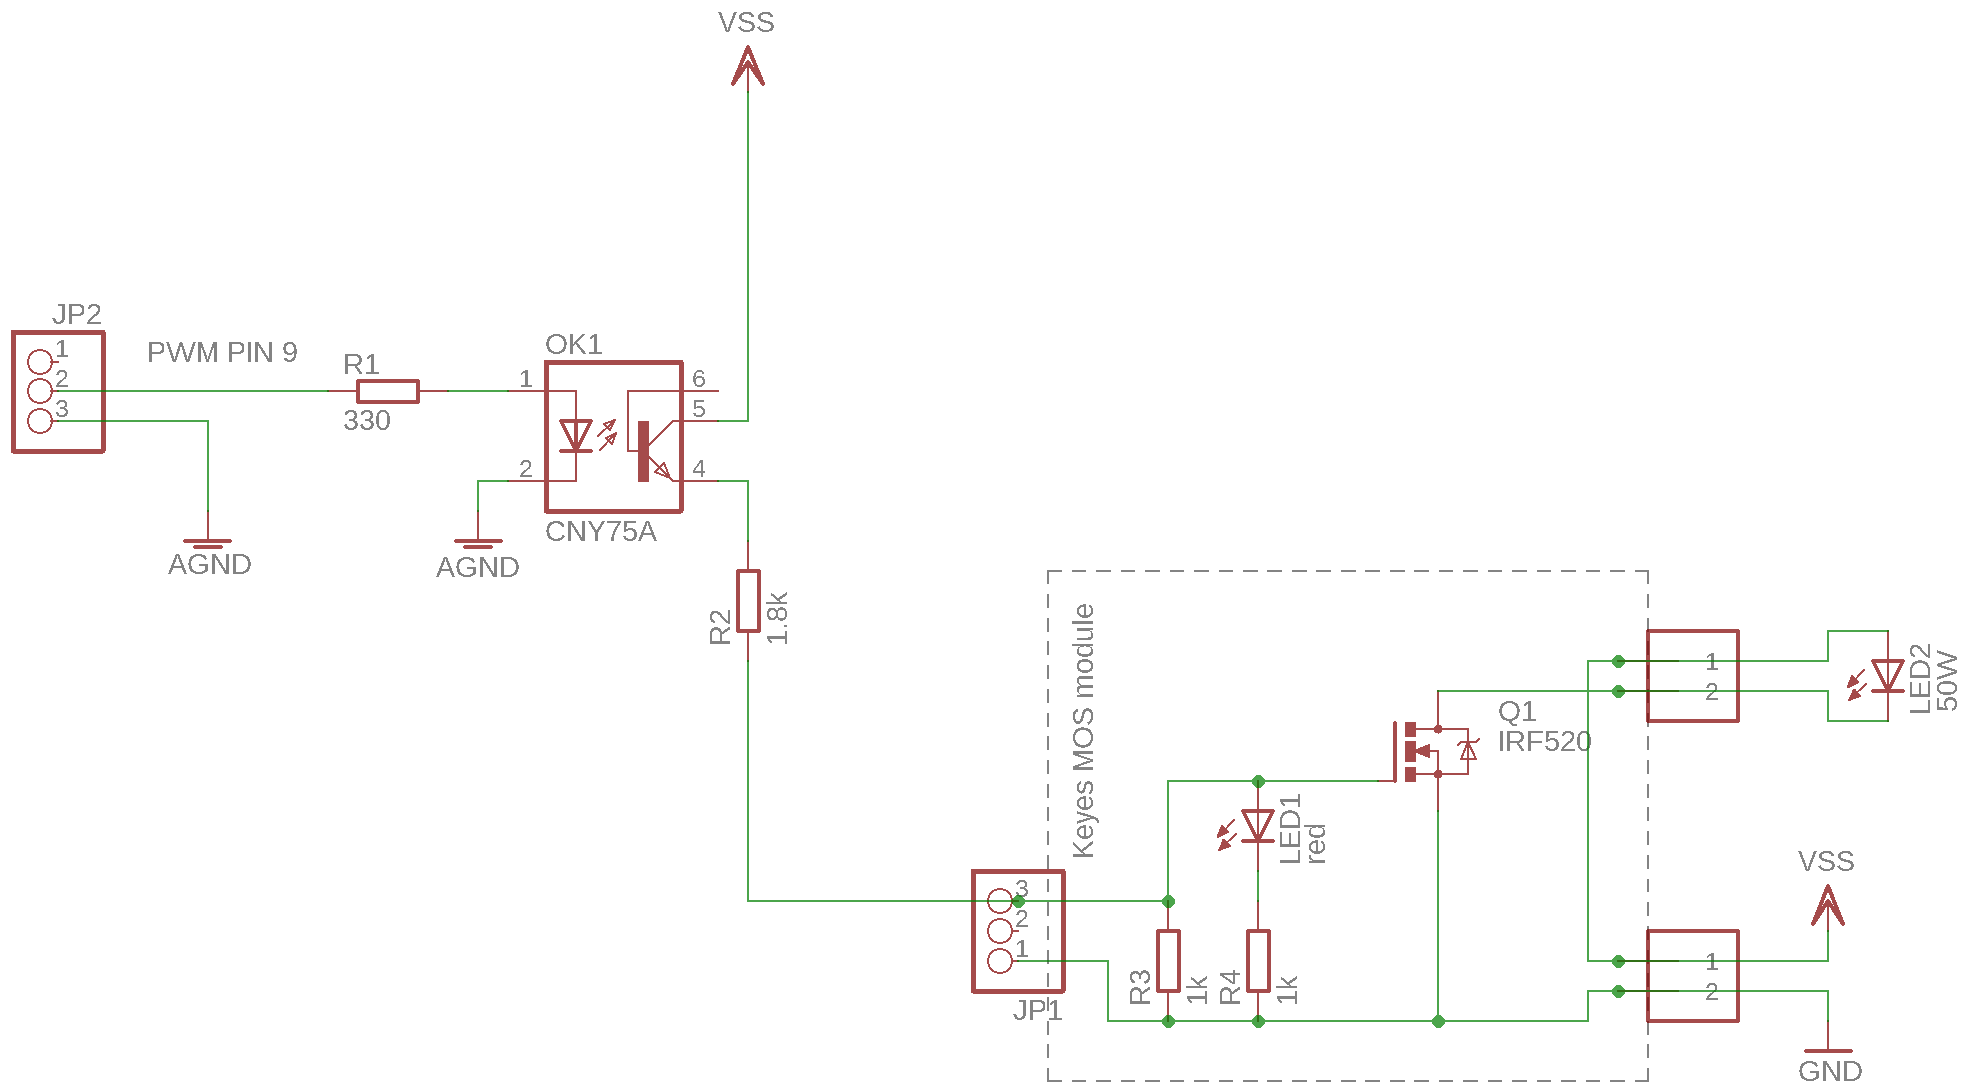 VSS
JP2
1
2
3
PWM PIN 9
R1
330
OK1
1
2
6
5
4
CNY75A
AGND
AGND
R2
1.8k
Keyes MOS module
Q1
IRF520
1
2
LED2
50W
LED1
red
3
2
1
JP1
R3
1k
R4
1k
VSS
1
2
GND